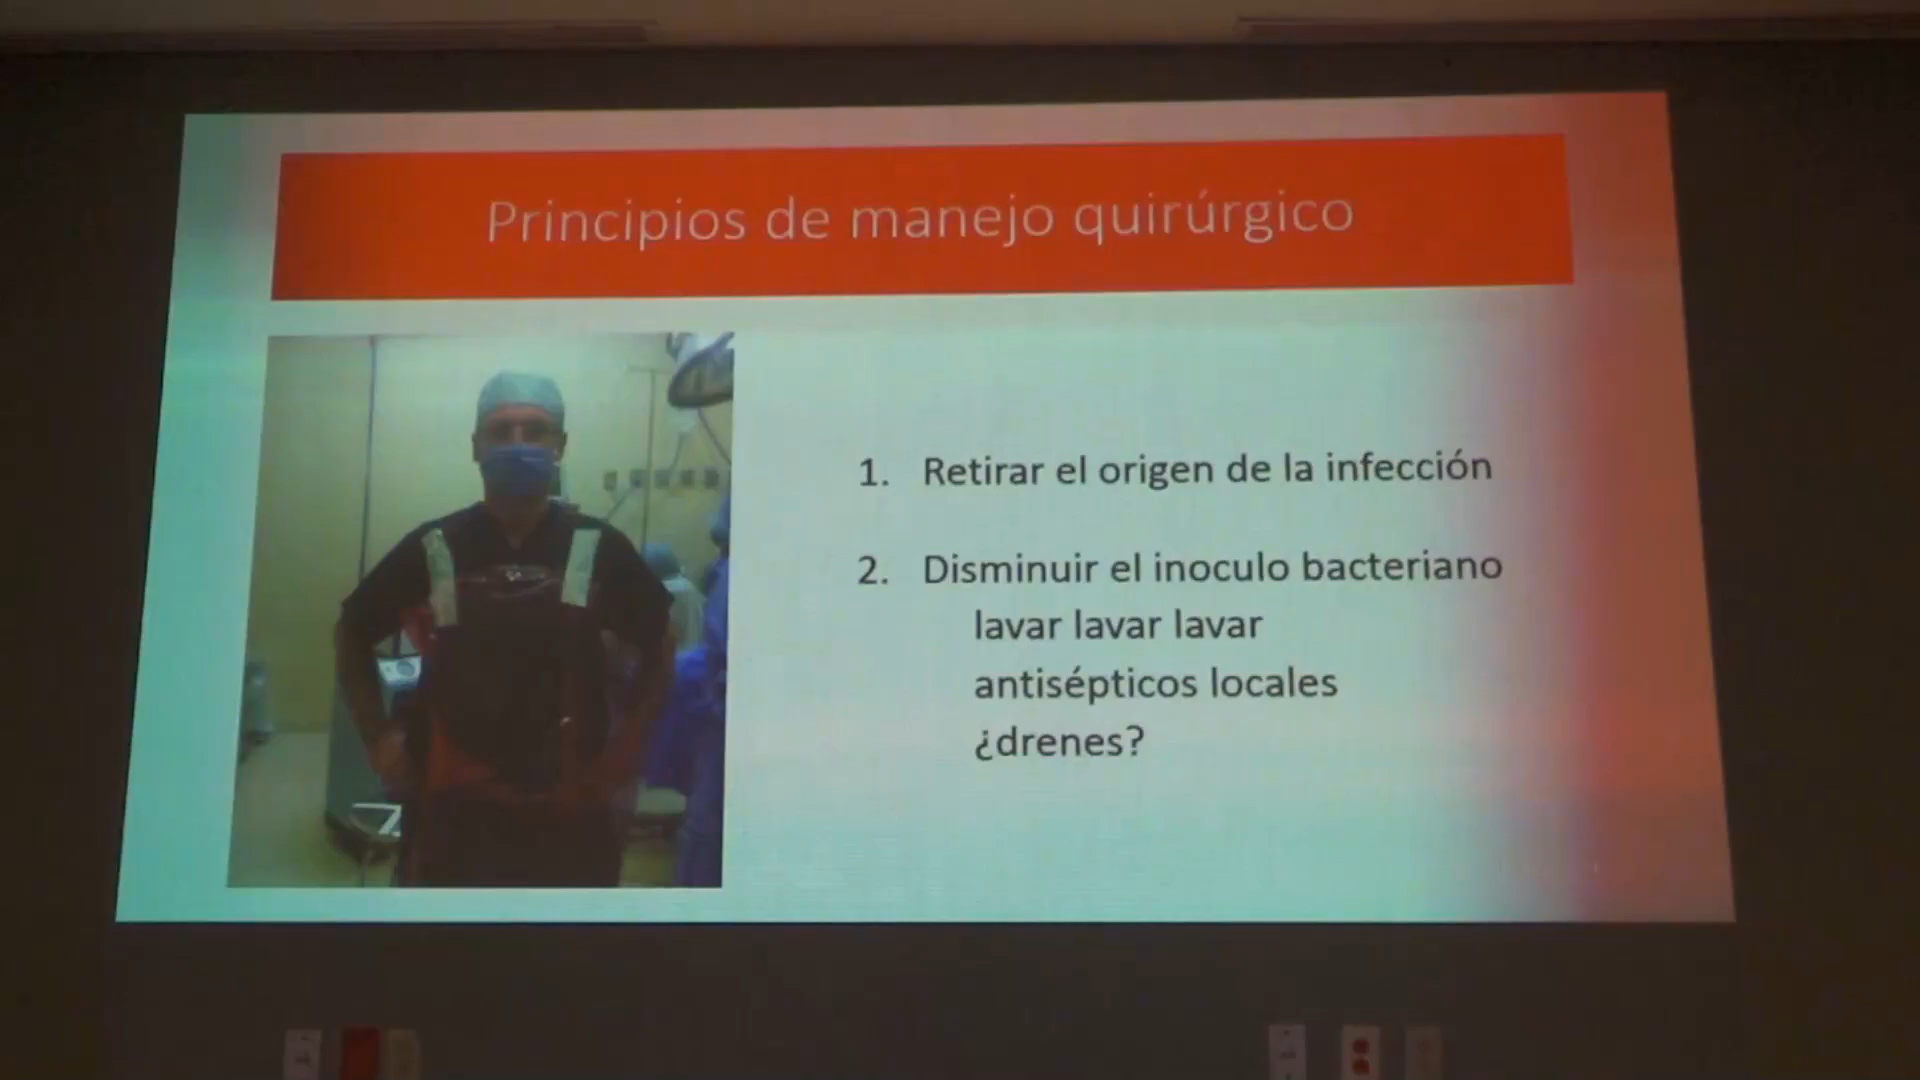 Principios de manejo quirúrgico
1. Retirar el origen de la infección
2. Disminuir el inoculo bacteriano
lavar lavar lavar
antisépticos locales
¿drenes?